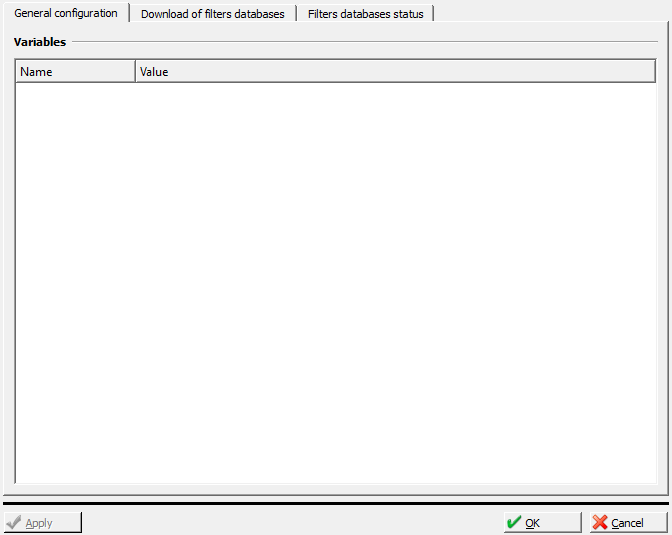 General configuration
Download of filters databases
Filters databases status
Variables
Name
Value
Apply
OK
Cancel